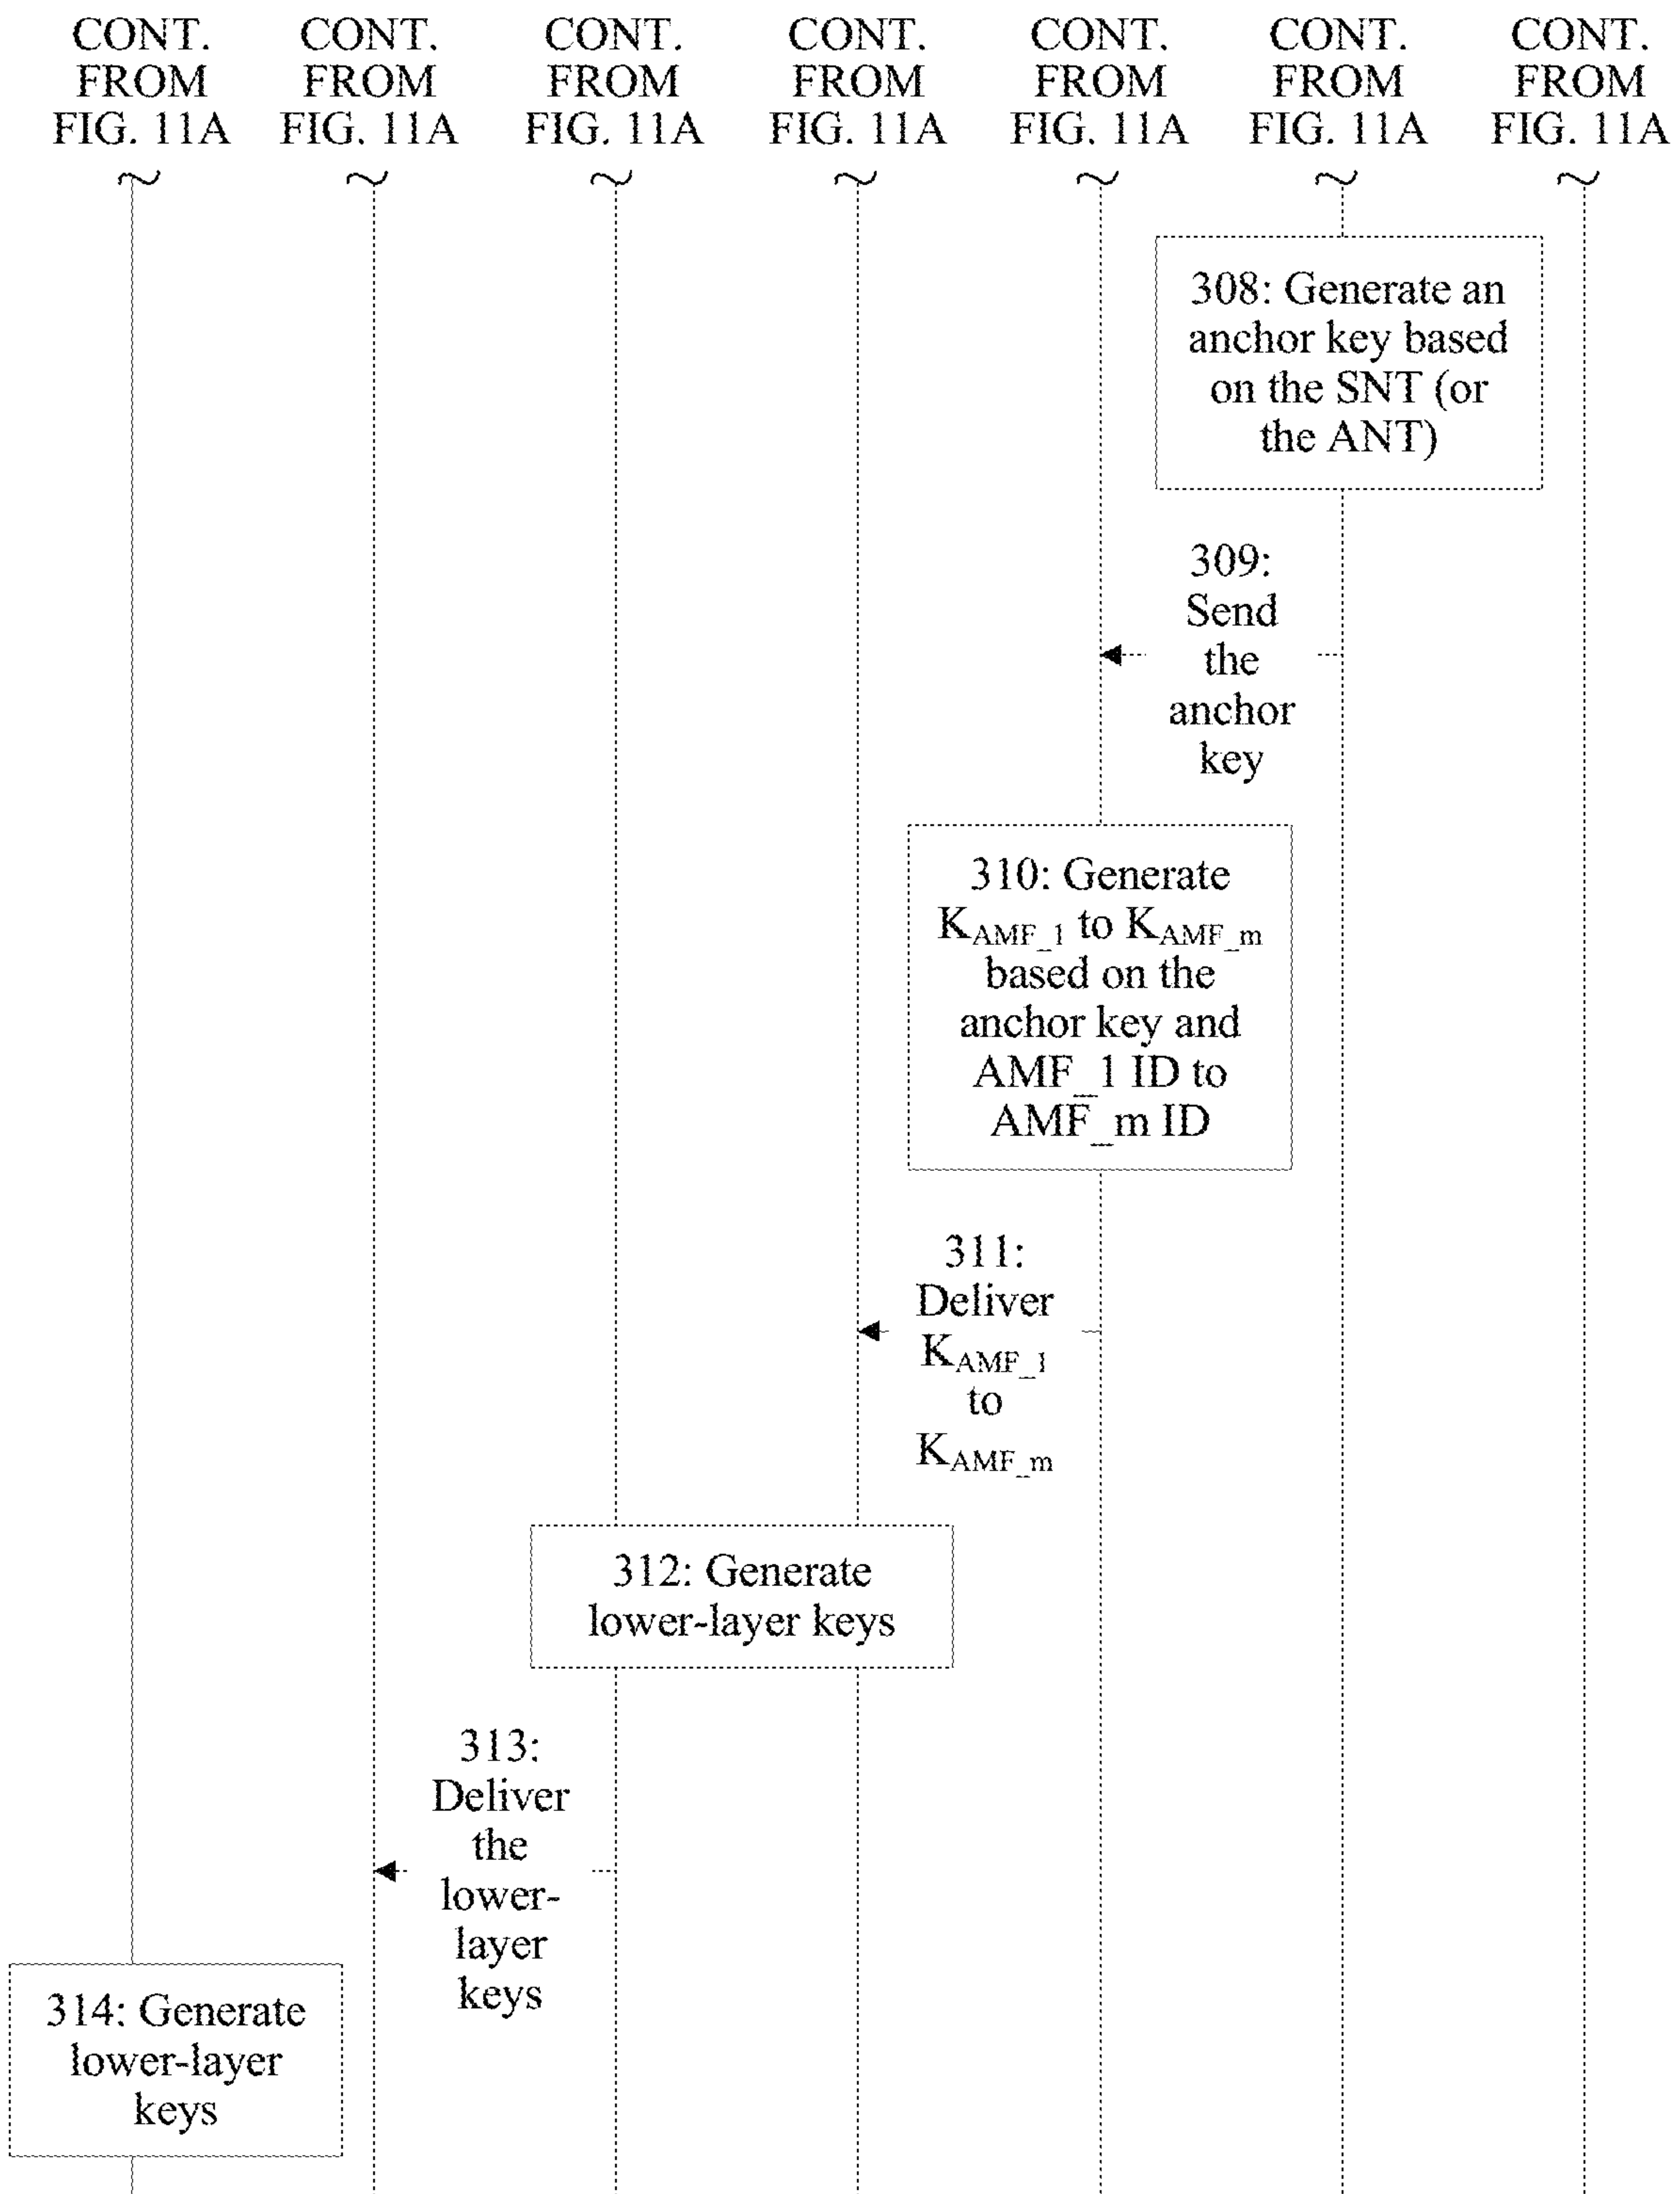 CONT. FROM FIG. 11A
CONT. FROM FIG. 11A
CONT. FROM FIG. 11A
CONT. FROM FIG. 11A
CONT. FROM FIG. 11A
CONT. FROM FIG. 11A
CONT. FROM FIG. 11A
308: Generate an
anchor key based
on the SNT (or
the ANT)
309:
Send
the
anchor
key
310: Generate
K_AMF_1 to K_AMF_m
based on the
anchor key and
AMF_1 ID to
AMF_m ID
311:
Deliver
K_AMF_1
to
K_AMF_m
312: Generate
lower-layer keys
313:
Deliver
the
lower-
layer
keys
314: Generate
lower-layer
keys